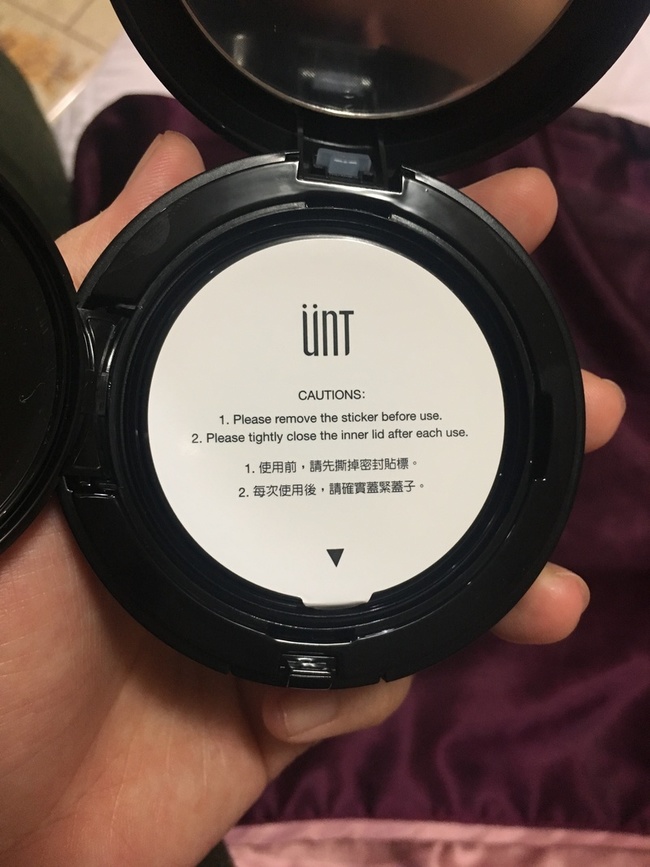 ünT
CAUTIONS:
1. Please remove the sticker before use.
2. Please tightly close the inner lid after each use.
1. 使用前，請先撕掉密封貼標。
2. 每次使用後，請確實蓋緊蓋子。